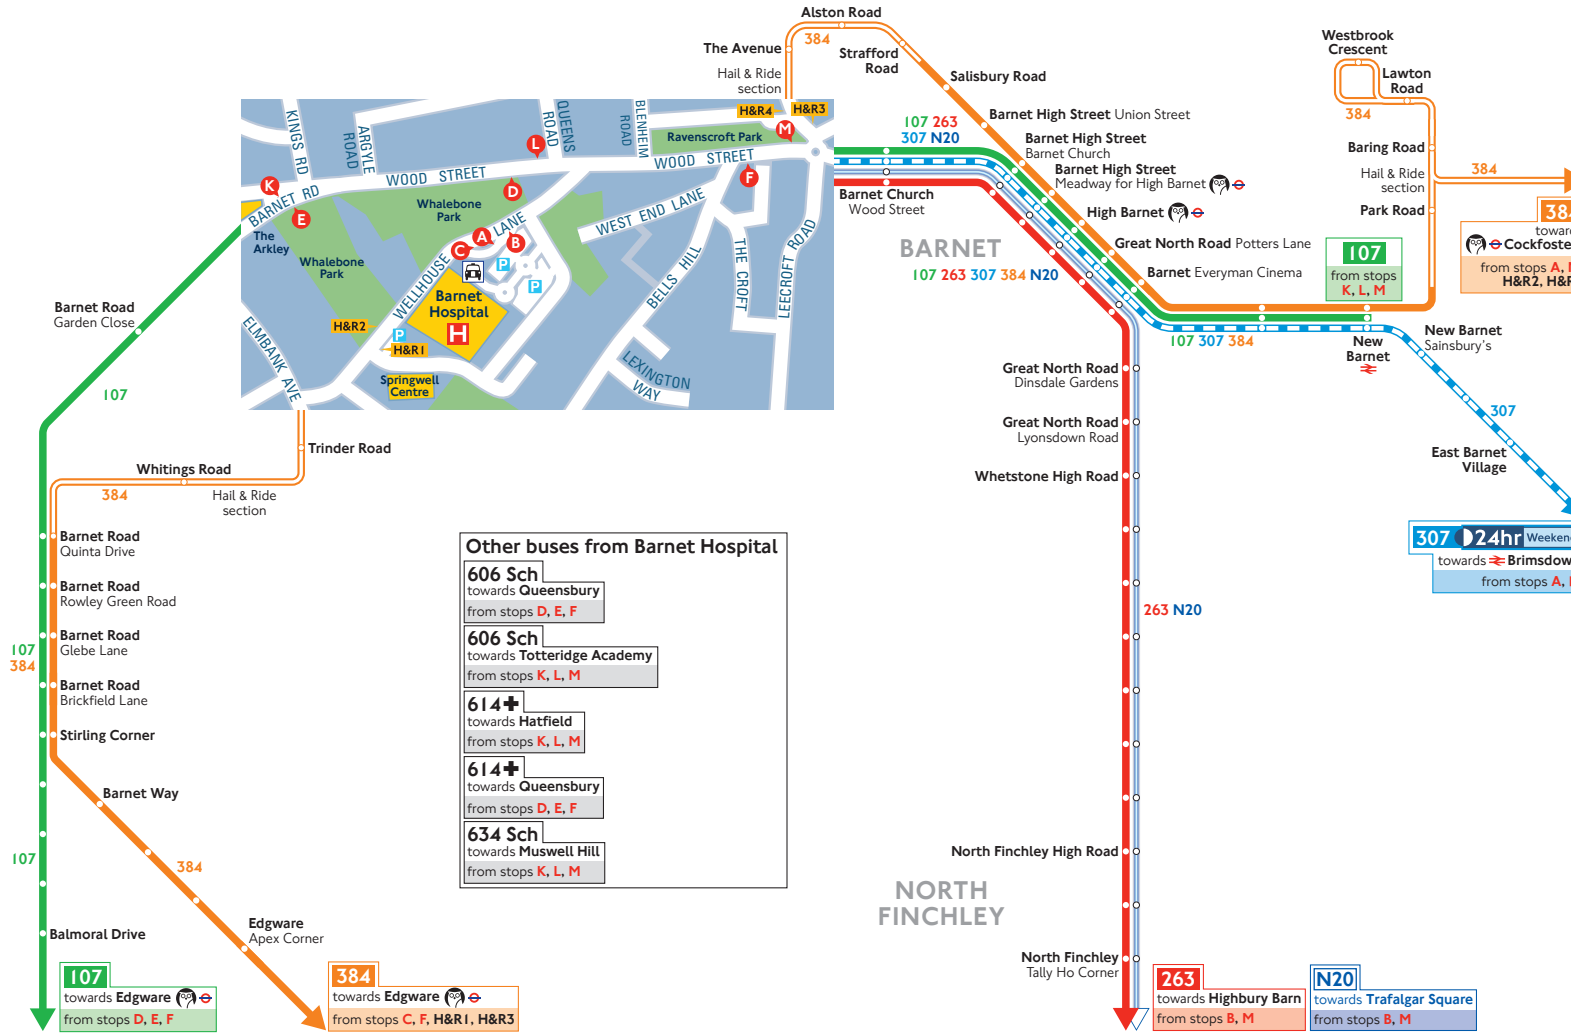 Alston Road
384
The Avenue
Strafford
Road
Hail & Ride
section
Salisbury Road
Westbrook
Crescent
Lawton
Road
384
H&R4
H&R3
Barnet High Street Union Street
107 263
307 N20
Barnet High Street
Barnet Church
Barnet High Street
Meadway for High Barnet
High Barnet
Great North Road Potters Lane
Barnet Everyman Cinema
Baring Road
Hail & Ride
section
384
Park Road
KINGS RD
ARGYLE
ROAD
QUEENS
ROAD
BLENHEIM
ROAD
Ravenscroft Park
M
L
WOOD STREET
WOOD STREET
K
D
F
BARNET RD
E
Whalebone
Park
WEST END LANE
The
Arkley
Whalebone
Park
WELLHOUSE LANE
C
A
B
P
P
P
Barnet
Hospital
H
H&R2
H&R1
Springwell
Centre
ELMBANK AVE
BELLS HILL
THE CROFT
LEECROFT ROAD
LEXINGTON
WAY
Barnet Church
Wood Street
BARNET
107 263 307 384 N20
107
from stops
K, L, M
384
Cockfoste
from stops A,
H&R2, H&R
107 307 384
New
Barnet
New Barnet
Sainsbury's
307
East Barnet
Village
307 24hr Weeken
towards Brimsdow
from stops A,
Barnet Road
Garden Close
107
Trinder Road
Whitings Road
384
Hail & Ride
section
Barnet Road
Quinta Drive
Barnet Road
Rowley Green Road
Barnet Road
Glebe Lane
107
384
Barnet Road
Brickfield Lane
Stirling Corner
Barnet Way
107
384
Edgware
Apex Corner
Balmoral Drive
107
towards Edgware
from stops D, E, F
384
towards Edgware
from stops C, F, H&R1, H&R3
Other buses from Barnet Hospital
606 Sch
towards Queensbury
from stops D, E, F
606 Sch
towards Totteridge Academy
from stops K, L, M
614
towards Hatfield
from stops K, L, M
614
towards Queensbury
from stops D, E, F
634 Sch
towards Muswell Hill
from stops K, L, M
Great North Road
Dinsdale Gardens
Great North Road
Lyonsdown Road
Whetstone High Road
263 N20
North Finchley High Road
NORTH
FINCHLEY
North Finchley
Tally Ho Corner
263
towards Highbury Barn
from stops B, M
N20
towards Trafalgar Square
from stops B, M